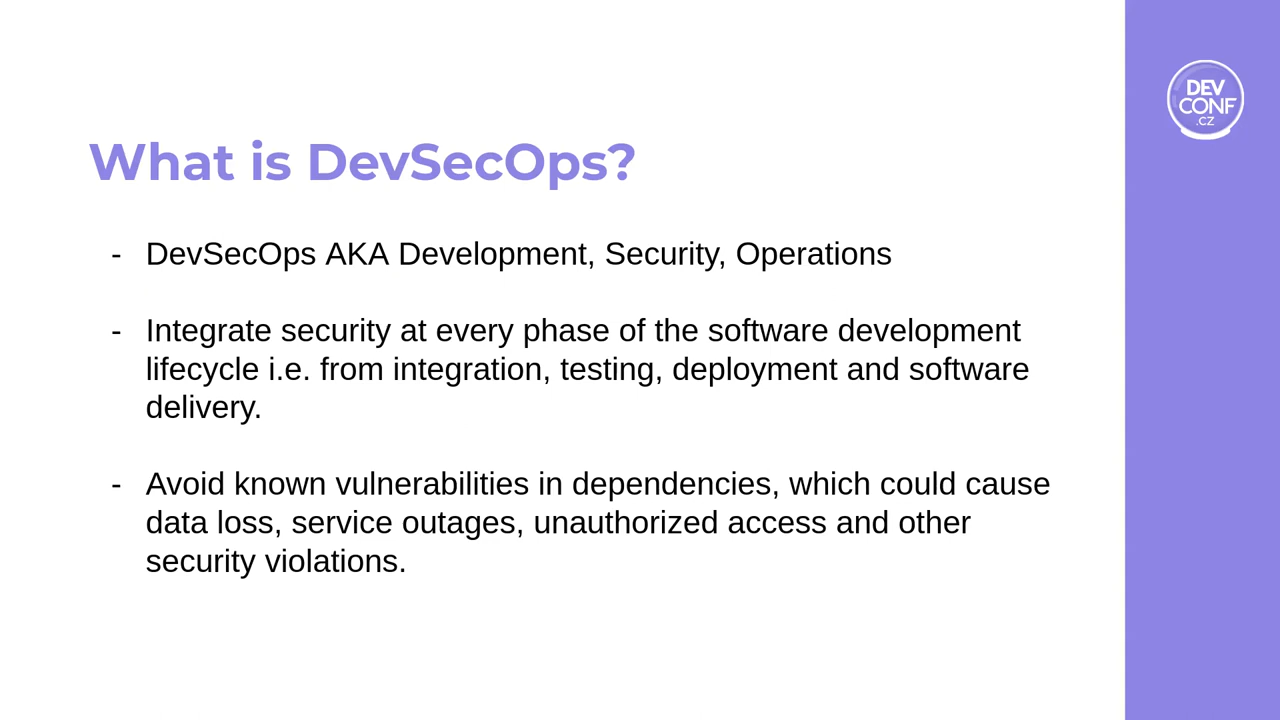 DEV
CONF
.CZ
What is DevSecOps?
- DevSecOps AKA Development, Security, Operations
- Integrate security at every phase of the software development
lifecycle i.e. from integration, testing, deployment and software
delivery.
- Avoid known vulnerabilities in dependencies, which could cause
data loss, service outages, unauthorized access and other
security violations.